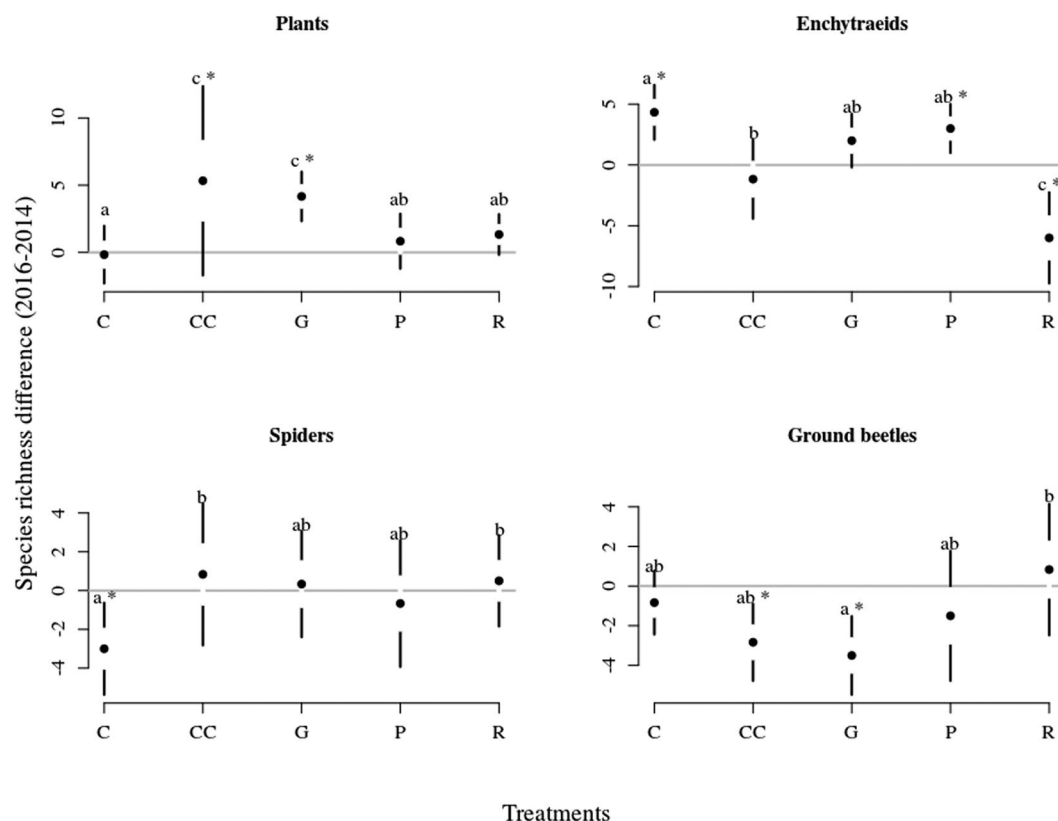 Plants
Enchytraeids
Species richness difference (2016-2014)
10
5
0
a
c *
c *
ab
ab
C
CC
G
P
R
5
0
-5
-10
a *
b
ab
ab *
c *
C
CC
G
P
R
Spiders
Ground beetles
4
2
0
-2
-4
a *
b
ab
ab
b
C
CC
G
P
R
4
2
0
-2
-4
ab
ab *
a *
ab
b
C
CC
G
P
R
Treatments